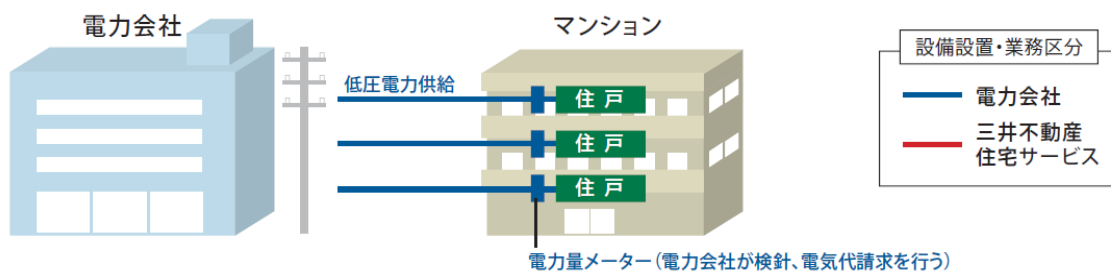 電力会社
マンション
設備設置・業務区分
低圧電力供給
住戸
電力会社
住戸
三井不動産
住宅サービス
住戸
電力量メーター(電力会社が検針、電気代請求を行う)